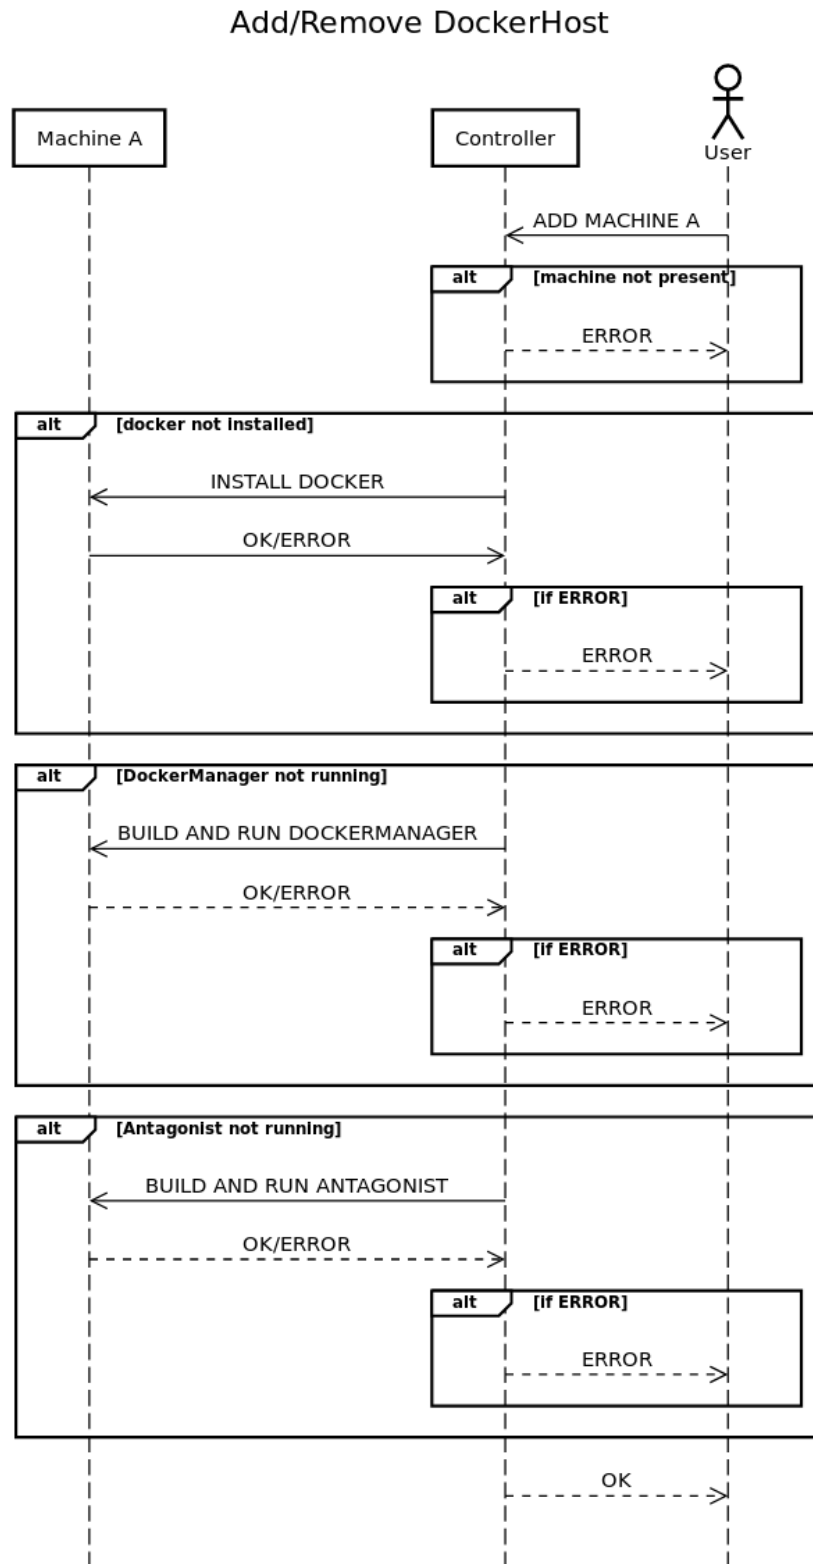 Add/Remove DockerHost
Machine A
Controller
User
ADD MACHINE A
alt
[machine not present]
ERROR
alt
[docker not installed]
INSTALL DOCKER
OK/ERROR
alt
[if ERROR]
ERROR
alt
[DockerManager not running]
BUILD AND RUN DOCKERMANAGER
OK/ERROR
alt
[if ERROR]
ERROR
alt
[Antagonist not running]
BUILD AND RUN ANTAGONIST
OK/ERROR
alt
[if ERROR]
ERROR
OK